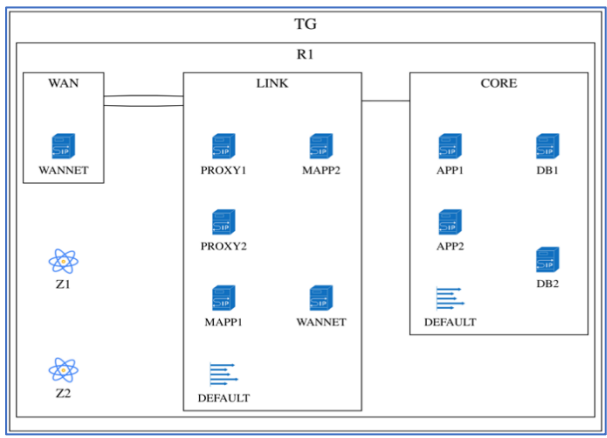 TG
R1
WAN
LINK
CORE
WANNET
PROXY1
MAPP2
APP1
DB1
PROXY2
APP2
Z1
DB2
MAPP1
WANNET
DEFAULT
Z2
DEFAULT